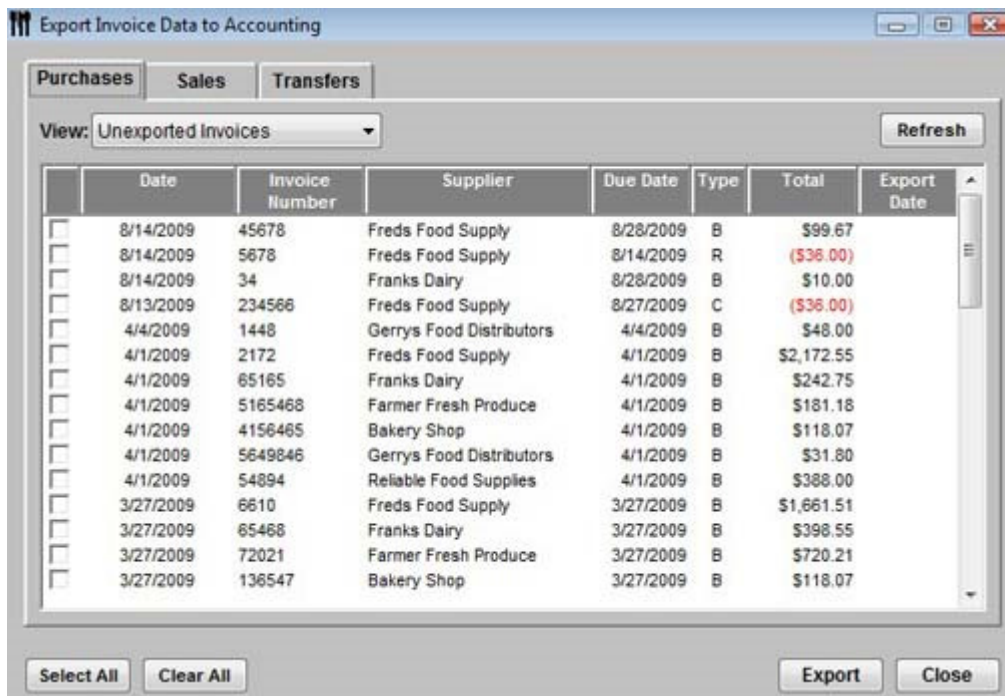 Export Invoice Data to Accounting
Purchases Sales Transfers
View: Unexported Invoices Refresh
Date Invoice Number Supplier Due Date Type Total Export Date
8/14/2009 45678 Freds Food Supply 8/28/2009 B $99.67
8/14/2009 5678 Freds Food Supply 8/14/2009 R ($36.00)
8/14/2009 34 Franks Dairy 8/28/2009 B $10.00
8/13/2009 234566 Freds Food Supply 8/27/2009 C ($36.00)
4/4/2009 1448 Gerrys Food Distributors 4/4/2009 B $48.00
4/1/2009 2172 Freds Food Supply 4/1/2009 B $2,172.55
4/1/2009 65165 Franks Dairy 4/1/2009 B $242.75
4/1/2009 5165468 Farmer Fresh Produce 4/1/2009 B $181.18
4/1/2009 4156465 Bakery Shop 4/1/2009 B $118.07
4/1/2009 5649846 Gerrys Food Distributors 4/1/2009 B $31.80
4/1/2009 54894 Reliable Food Supplies 4/1/2009 B $388.00
3/27/2009 6610 Freds Food Supply 3/27/2009 B $1,661.51
3/27/2009 65468 Franks Dairy 3/27/2009 B $398.55
3/27/2009 72021 Farmer Fresh Produce 3/27/2009 B $720.21
3/27/2009 136547 Bakery Shop 3/27/2009 B $118.07
Select All Clear All Export Close